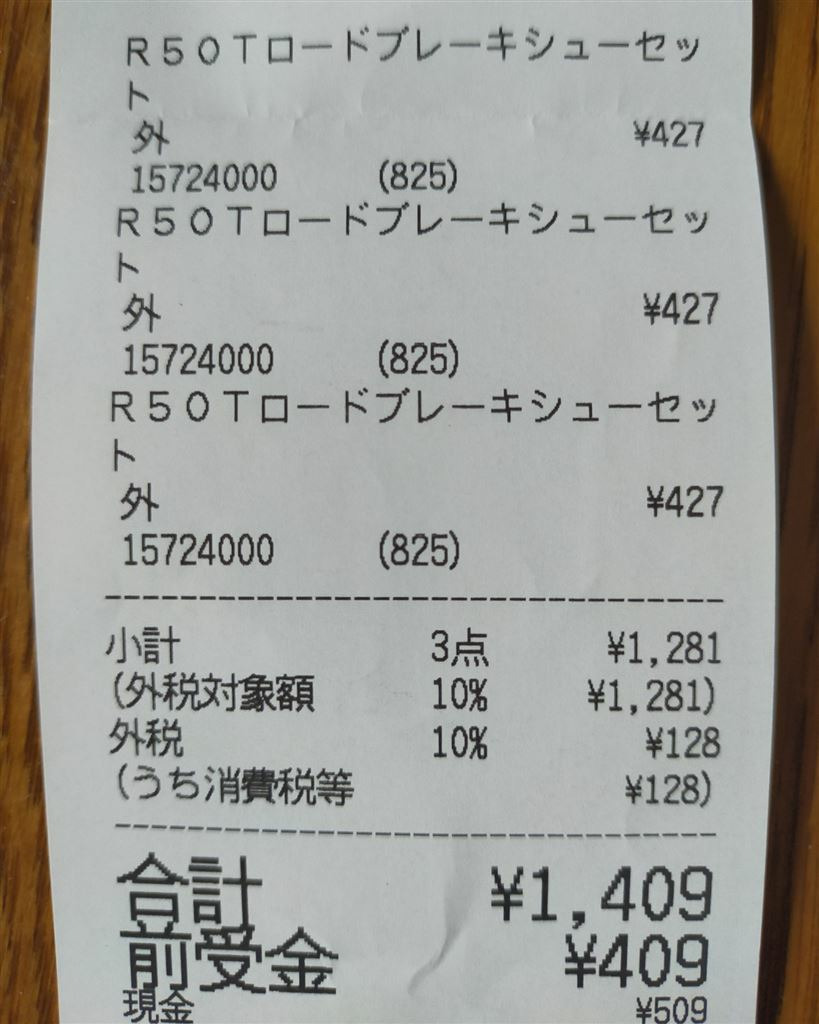 R50Tロードブレーキシューセッ
ト
外 ¥427
15724000 (825)
R50Tロードブレーキシューセッ
ト
外 ¥427
15724000 (825)
R50Tロードブレーキシューセッ
ト
外 ¥427
15724000 (825)
--------------------------------
小計 3点 ¥1,281
(外税対象額 10% ¥1,281)
外税 10% ¥128
(うち消費税等 ¥128)
--------------------------------
合計 ¥1,409
前受金 ¥409
現金 ¥509